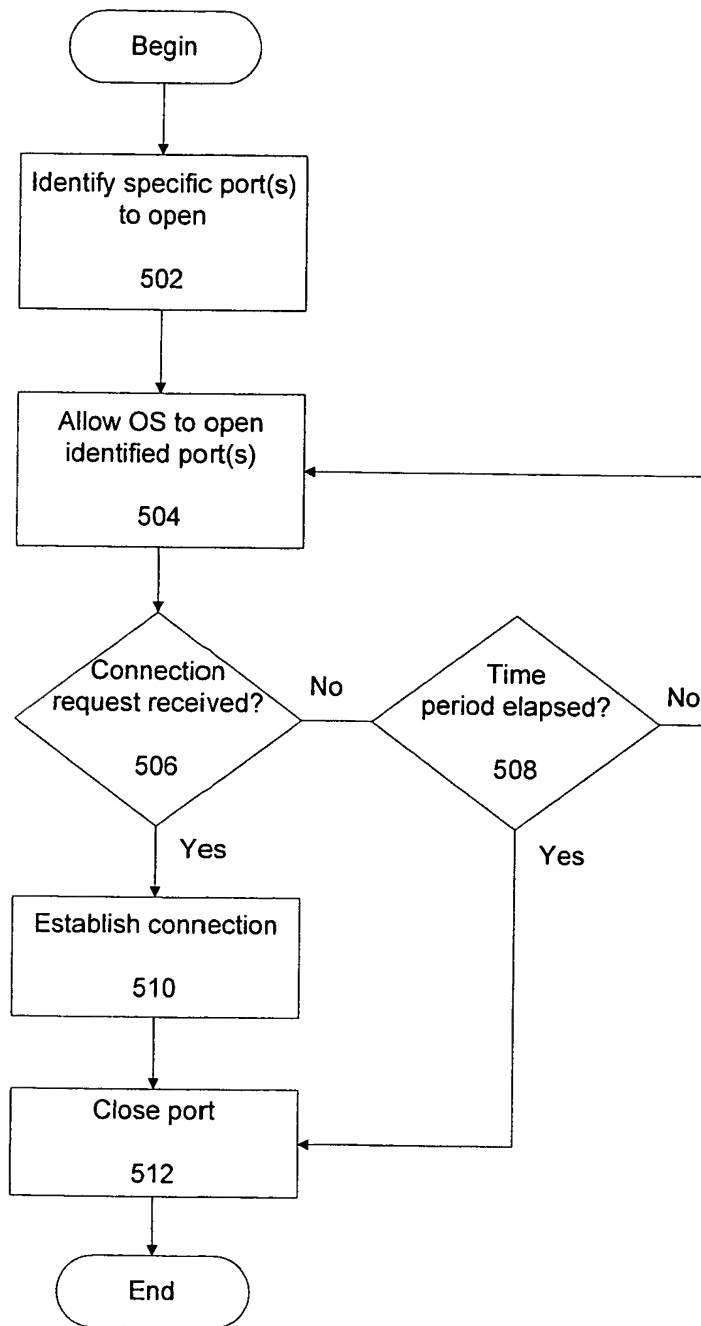 Begin
Identify specific port(s)
to open
502
Allow OS to open
identified port(s)
504
Connection
request received?
506
No
Time
period elapsed?
508
No
Yes
Yes
Establish connection
510
Close port
512
End